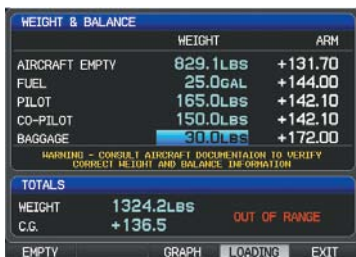 WEIGHT & BALANCE
WEIGHT ARM
AIRCRAFT EMPTY 829.1LBS +131.70
FUEL 25.0GAL +144.00
PILOT 165.0LBS +142.10
CO-PILOT 150.0LBS +142.10
BAGGAGE 30.0LBS +172.00
WARNING - CONSULT AIRCRAFT DOCUMENTAION TO VERIFY
CORRECT WEIGHT AND BALANCE INFORMATION
TOTALS
WEIGHT 1324.2LBS
OUT OF RANGE
C.G. +136.5
EMPTY GRAPH LOADING EXIT